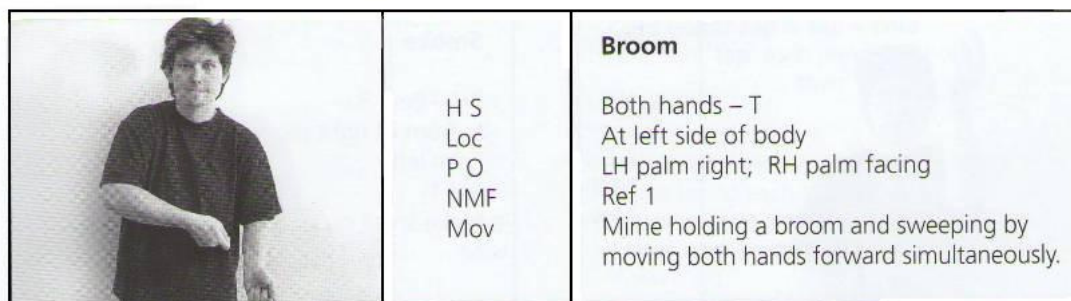 Broom
H S Both hands – T
Loc At left side of body
P O LH palm right; RH palm facing
NMF Ref 1
Mov Mime holding a broom and sweeping by
moving both hands forward simultaneously.